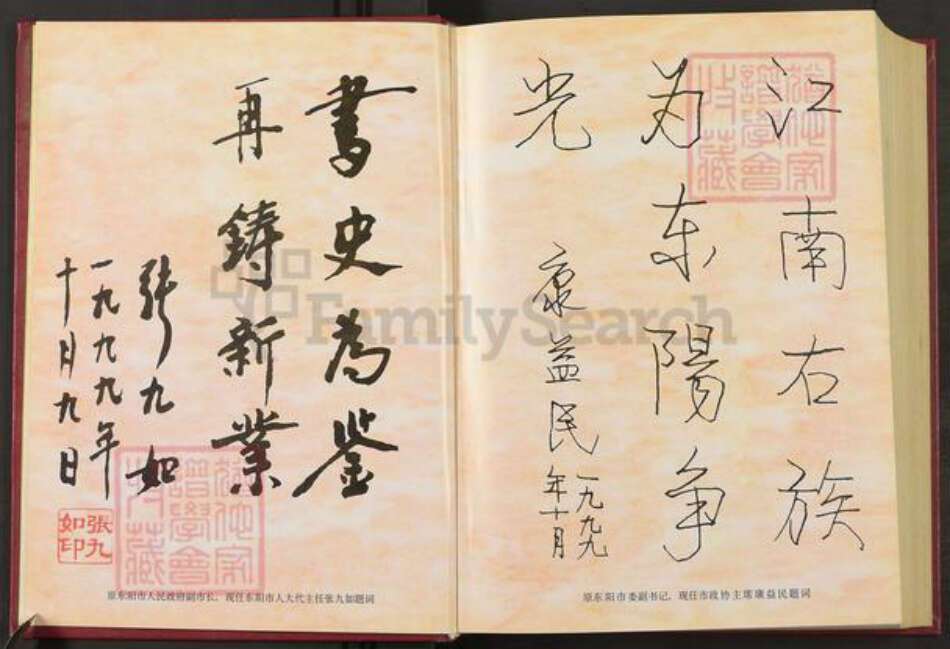 江南右族
为东陽争
光
康益民
一九九九
年十月
原东阳市委副书记，现任市政协主席康益民题词
書史為鉴
再鋳新業
張九如
一九九九年
十月九日
張九
如印
原东阳市人民政府副市长，现任东阳市人大代主任张九如题词
FamilySearch